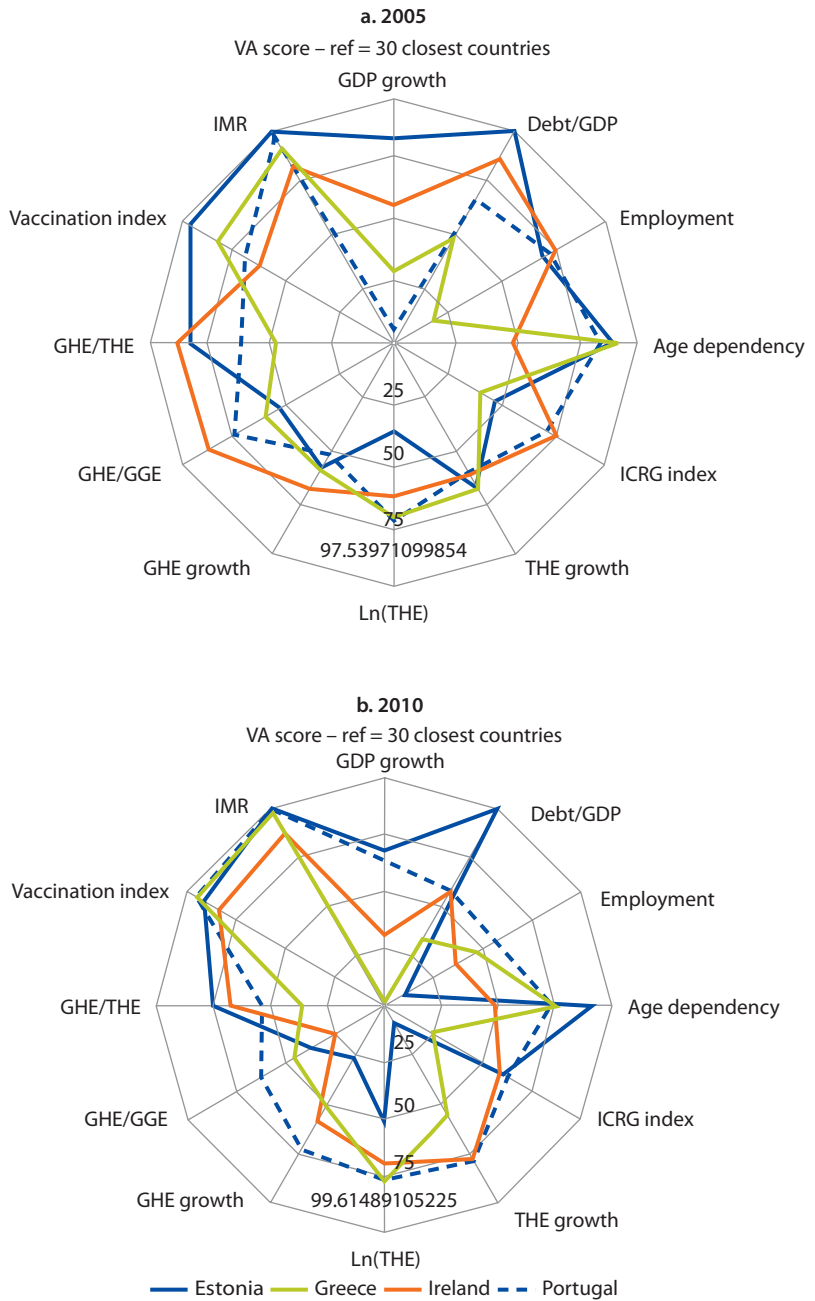 a. 2005
VA score – ref = 30 closest countries
GDP growth
IMR
Debt/GDP
Vaccination index
Employment
GHE/THE
Age dependency
25
50
GHE/GGE
ICRG index
75
97.53971099854
GHE growth
THE growth
Ln(THE)
b. 2010
VA score – ref = 30 closest countries
GDP growth
IMR
Debt/GDP
Vaccination index
Employment
GHE/THE
Age dependency
25
50
GHE/GGE
ICRG index
75
99.61489105225
GHE growth
THE growth
Ln(THE)
Estonia Greece Ireland Portugal